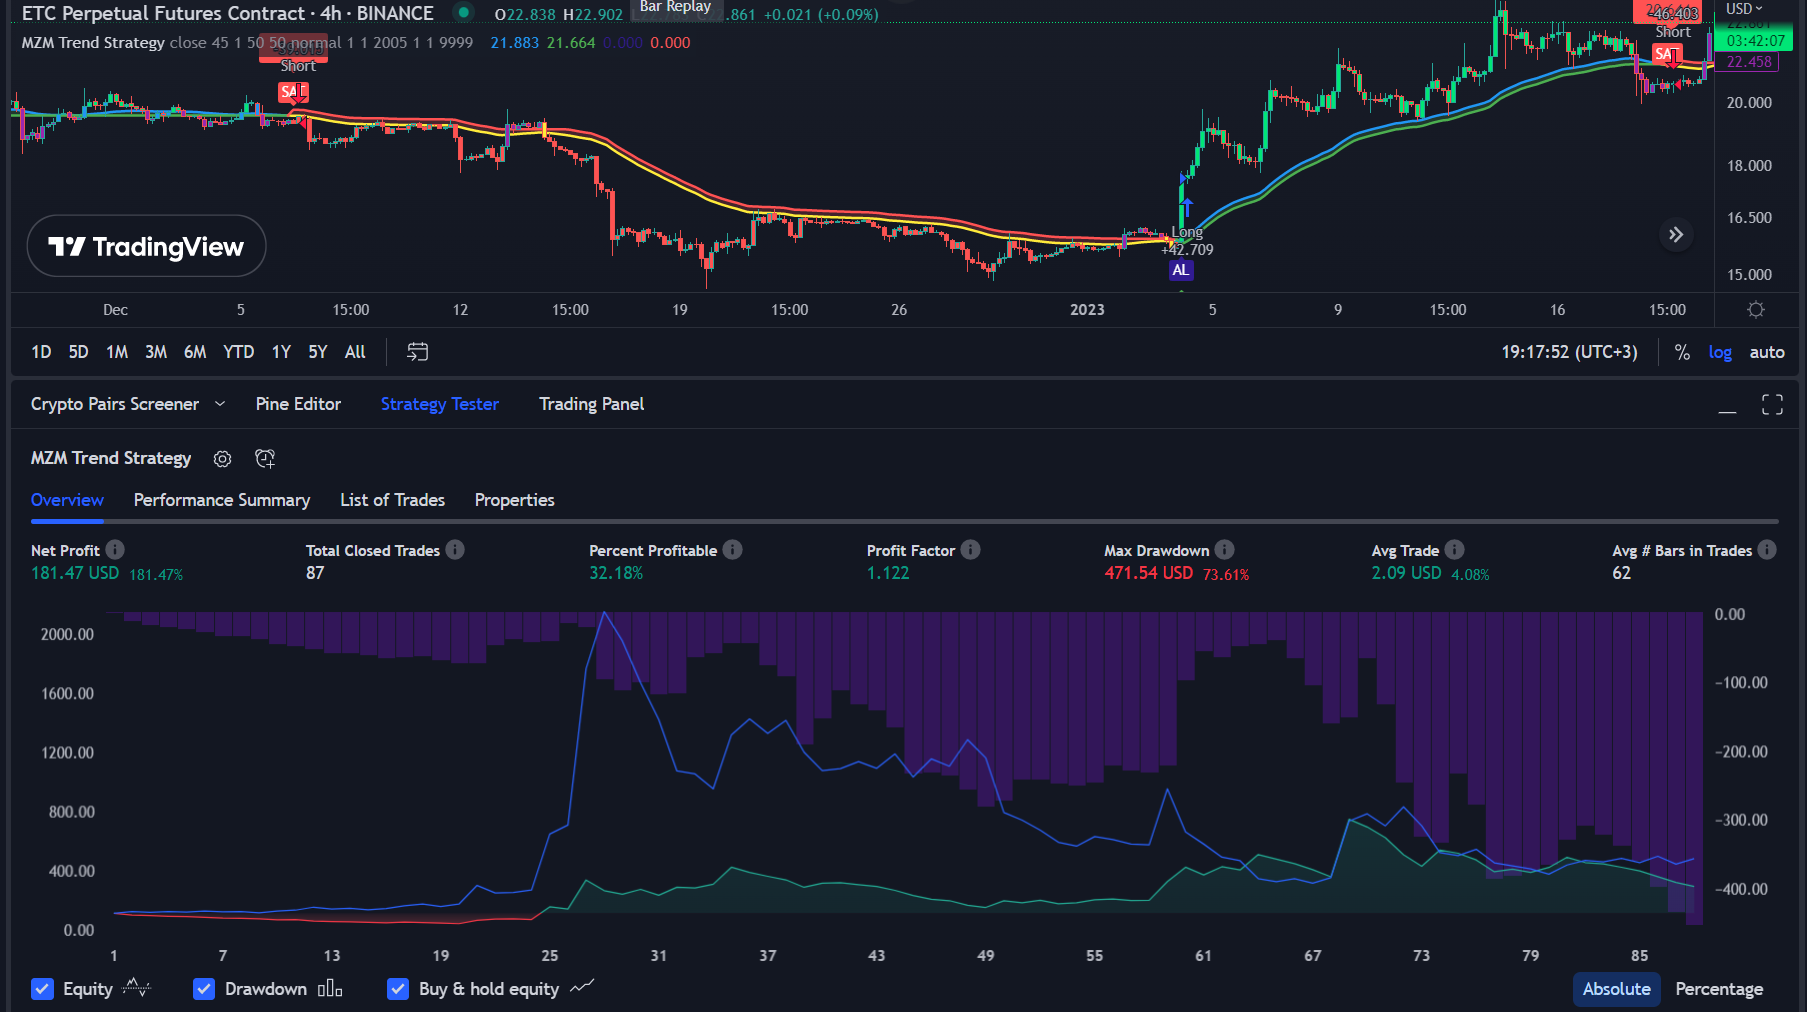 ETC Perpetual Futures Contract · 4h · BINANCE O22.838 H22.902 .861 +0.021 (+0.09%)
Bar Replay
USD
MZM Trend Strategy close 45 1 50 50 normal 1 1 2005 1 1 9999 21.883 21.664 0.000 0.000
-46.403
Short
SAT
03:42:07
22.458
Short
SAT
20.000
18.000
16.500
15.000
Long
+42.709
AL
TradingView
Dec 5 15:00 12 15:00 19 15:00 26 2023 5 9 15:00 16 15:00
1D 5D 1M 3M 6M YTD 1Y 5Y All 19:17:52 (UTC+3) % log auto
Crypto Pairs Screener Pine Editor Strategy Tester Trading Panel
MZM Trend Strategy
Overview Performance Summary List of Trades Properties
Net Profit Total Closed Trades Percent Profitable Profit Factor Max Drawdown Avg Trade Avg # Bars in Trades
181.47 USD 181.47% 87 32.18% 1.122 471.54 USD 73.61% 2.09 USD 4.08% 62
2000.00 0.00
1600.00 −100.00
1200.00 −200.00
800.00 −300.00
400.00 −400.00
0.00
1 7 13 19 25 31 37 43 49 55 61 67 73 79 85
Equity Drawdown Buy & hold equity Absolute Percentage